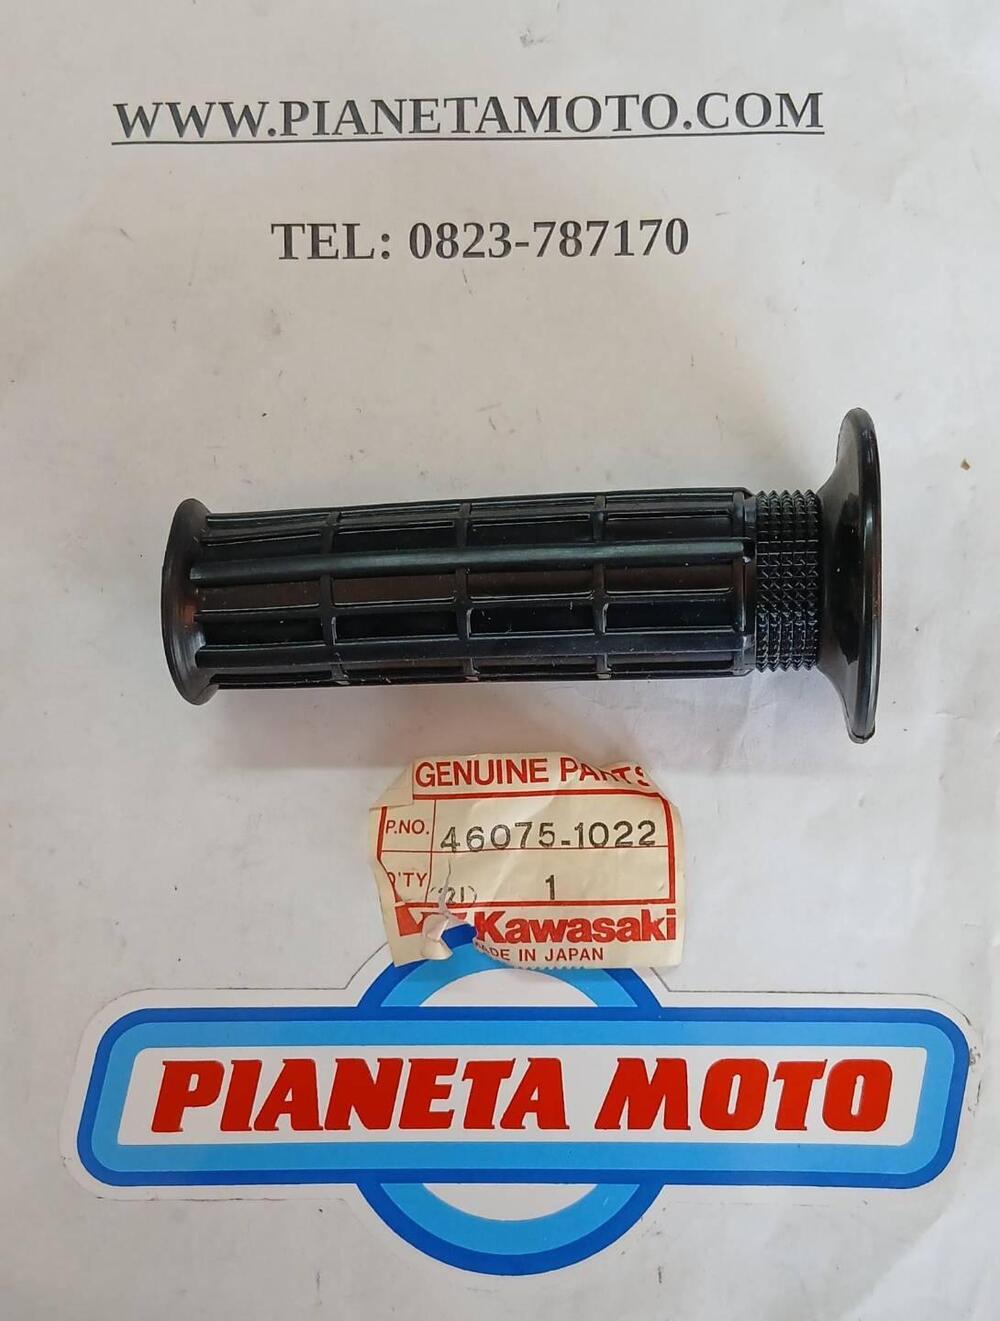 WWW.PIANETAMOTO.COM
TEL: 0823-787170
GENUINE PARTS
P.NO. 46075-1022
Q'TY (21) 1
Kawasaki
MADE IN JAPAN
PIANETA MOTO